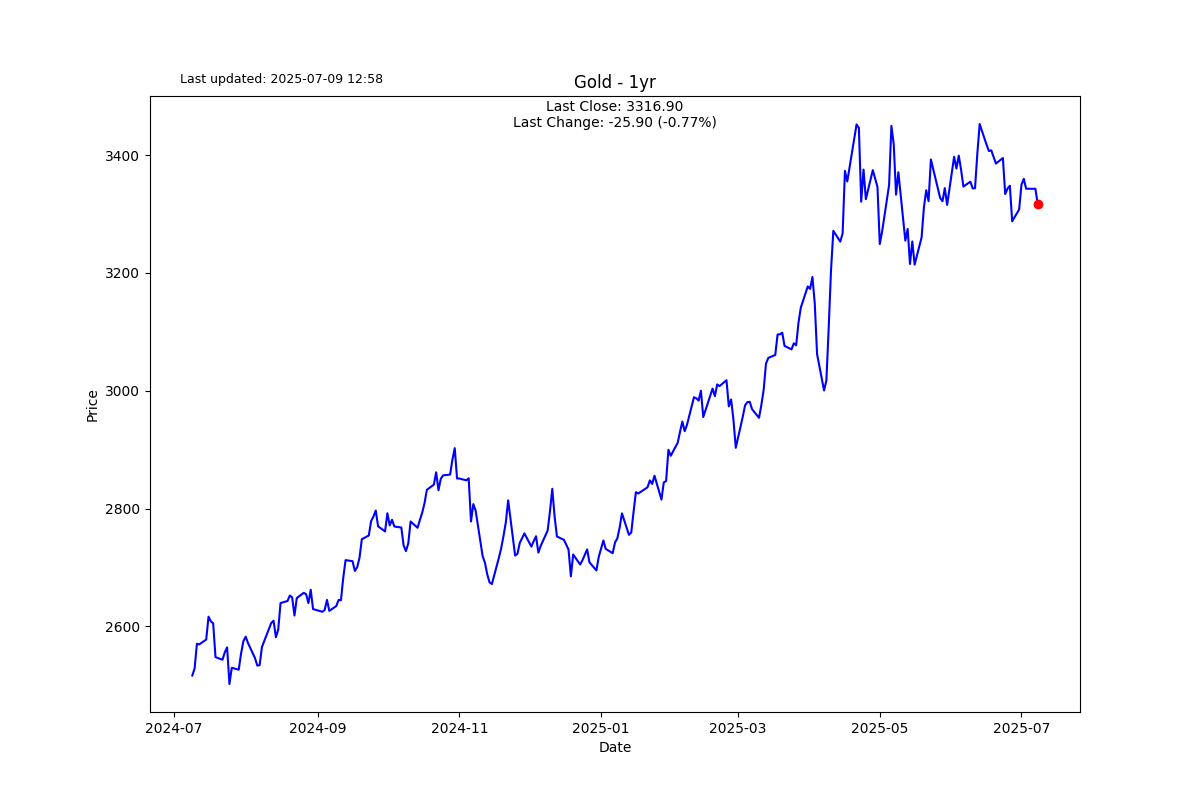 Last updated: 2025-07-09 12:58
Gold - 1yr
Last Close: 3316.90
Last Change: -25.90 (-0.77%)
3400
3200
3000
2800
2600
Price
2024-07
2024-09
2024-11
2025-01
2025-03
2025-05
2025-07
Date